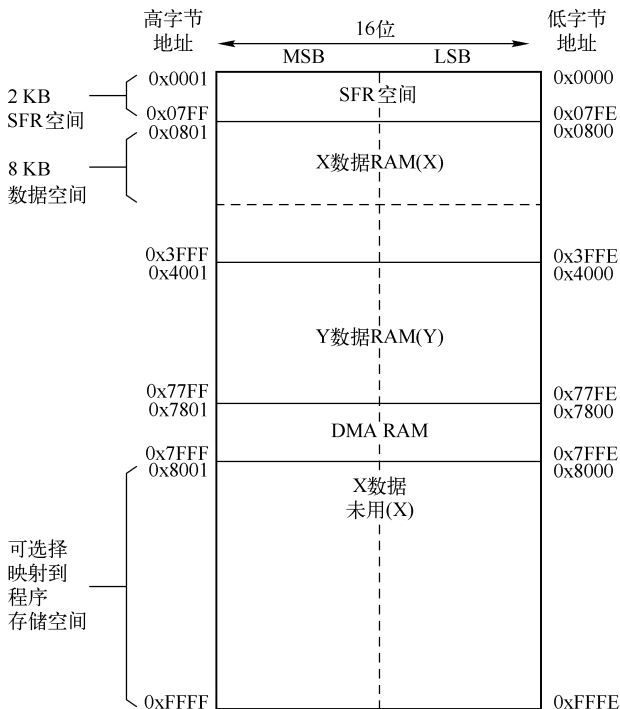 高字节
地址
16位
低字节
地址
MSB
LSB
0x0001
0x0000
2 KB
SFR空间
SFR空间
0x07FF
0x07FE
0x0801
0x0800
8 KB
数据空间
X数据RAM(X)
0x3FFF
0x3FFE
0x4001
0x4000
Y数据RAM(Y)
0x77FF
0x77FE
0x7801
0x7800
DMA RAM
0x7FFF
0x7FFE
0x8001
0x8000
X数据
未用(X)
可选择
映射到
程序
存储空间
0xFFFF
0xFFFE